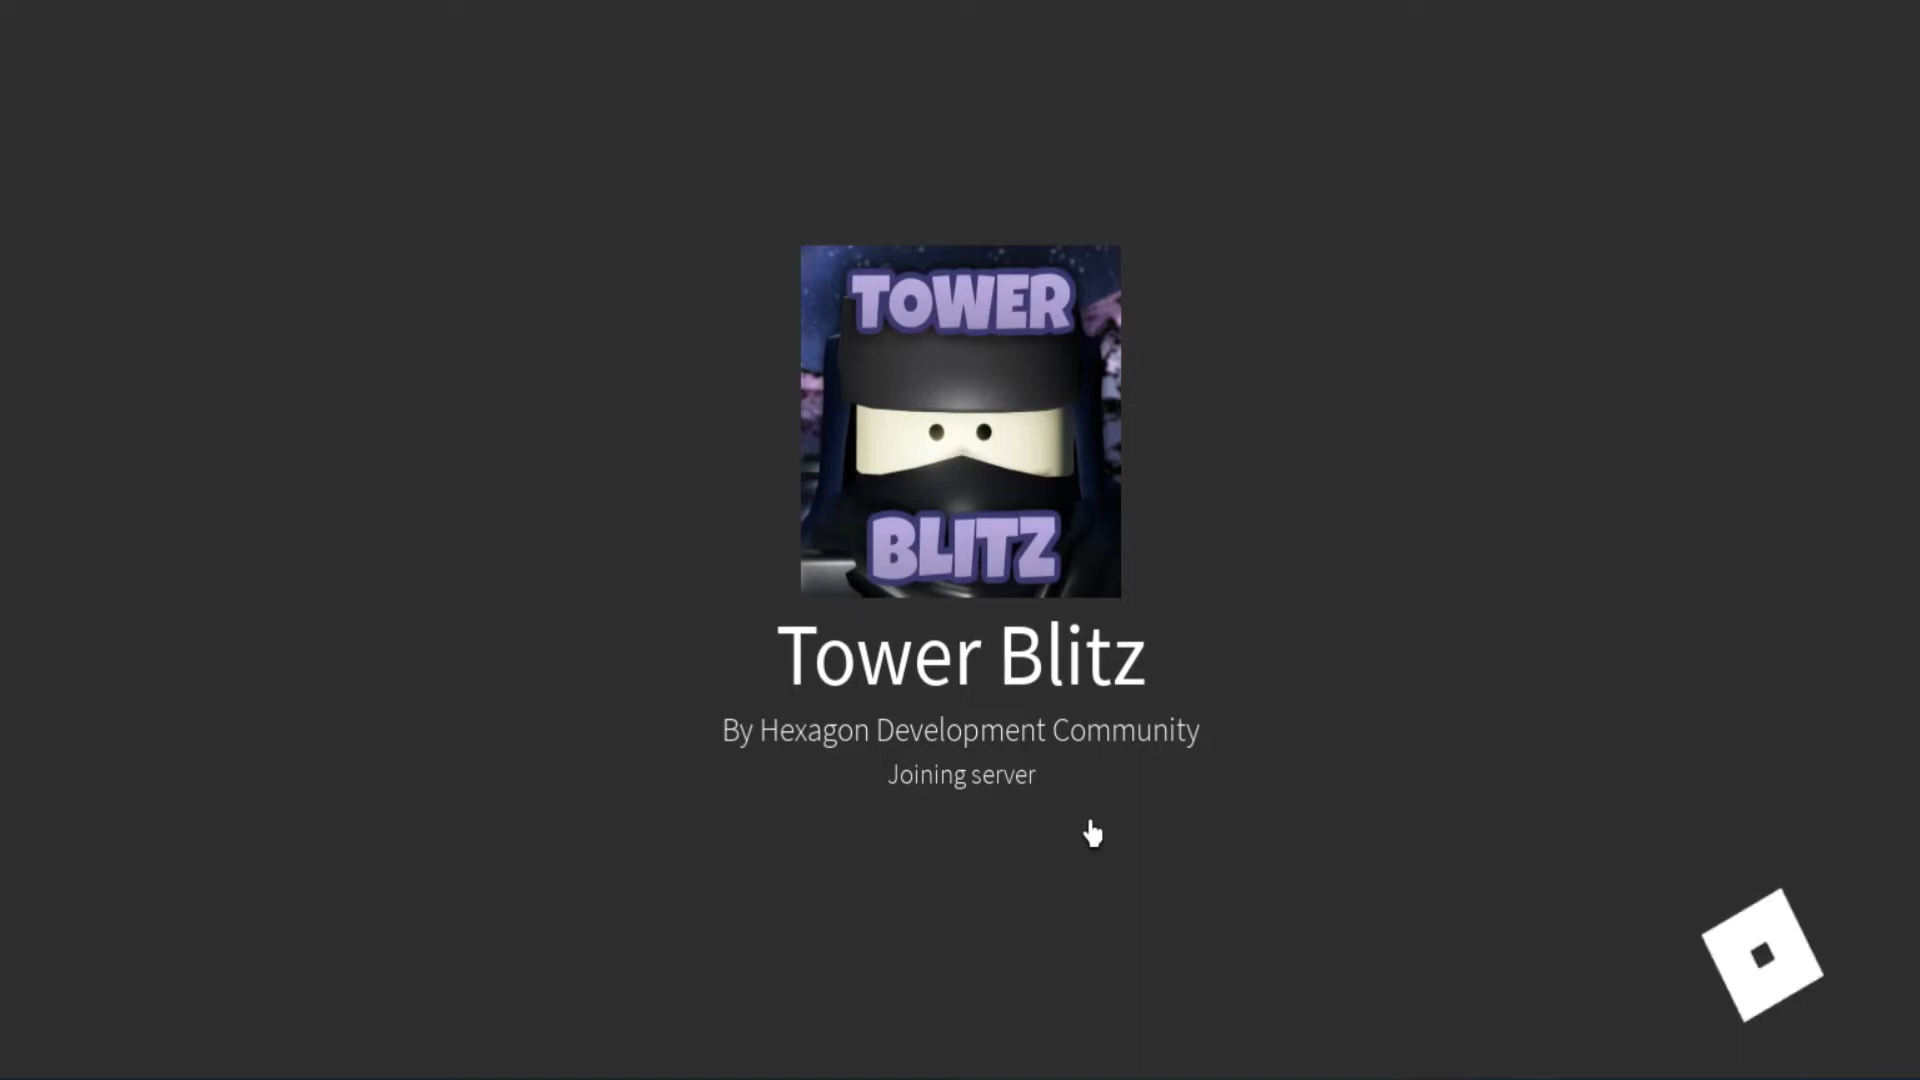 TOWER
BLITZ
Tower Blitz
By Hexagon Development Community
Joining server